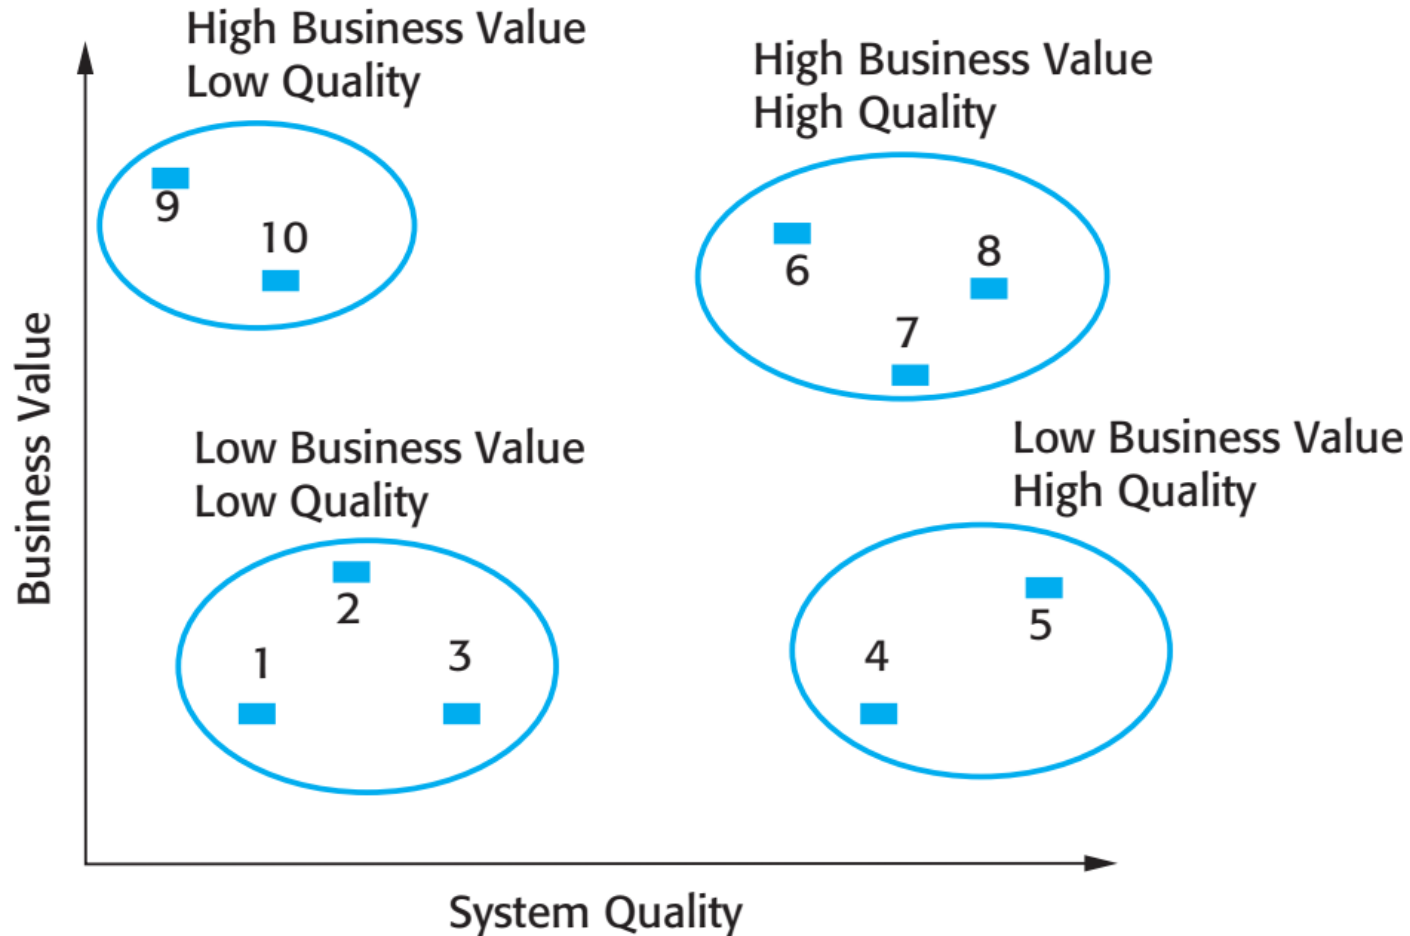 High Business Value
Low Quality
High Business Value
High Quality
9
10
6
8
7
Business Value
Low Business Value
Low Quality
Low Business Value
High Quality
2
1
3
5
4
System Quality